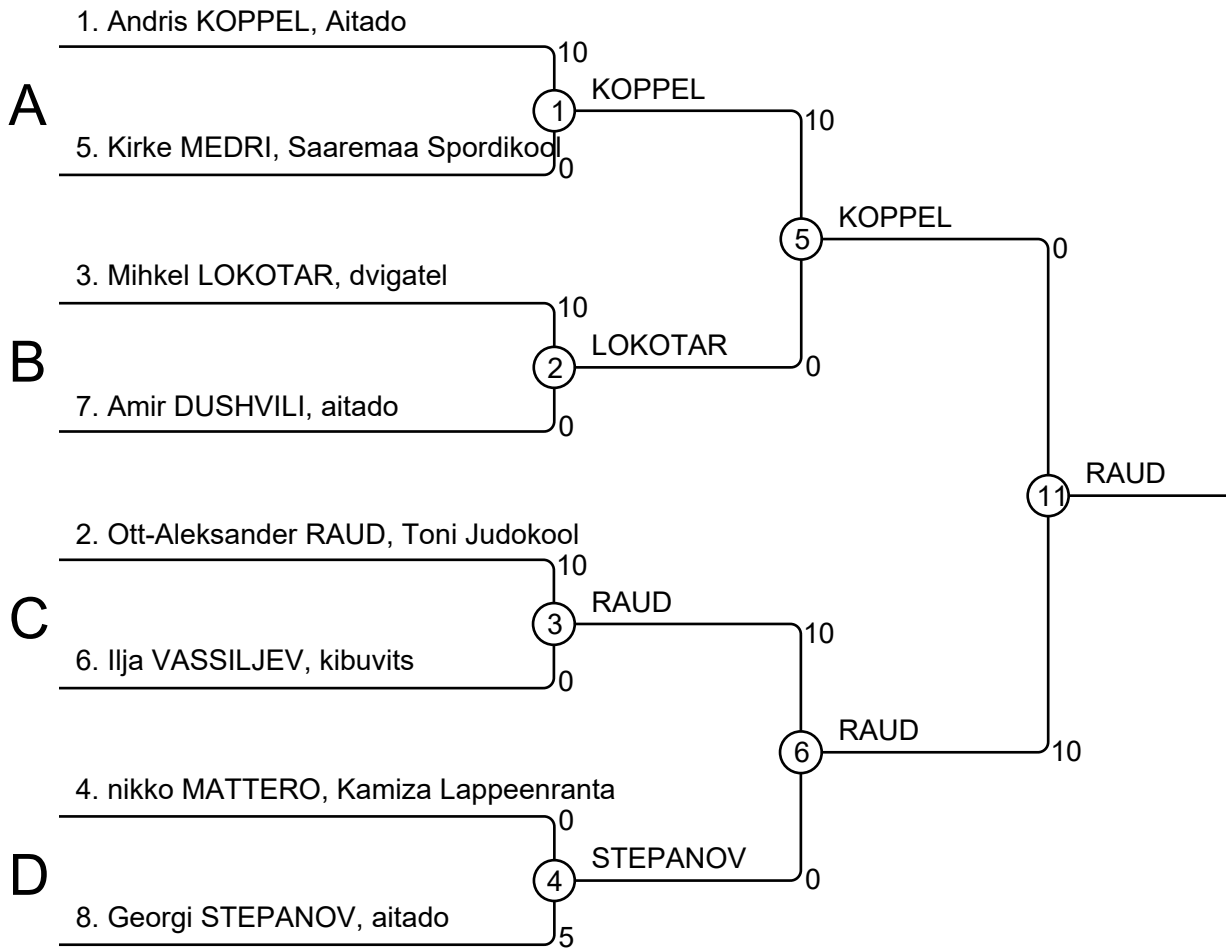 1. Andris KOPPEL, Aitado
10
A
1
KOPPEL
5. Kirke MEDRI, Saaremaa Spordikool
0
10
5
KOPPEL
0
3. Mihkel LOKOTAR, dvigatel
10
B
2
LOKOTAR
0
7. Amir DUSHVILI, aitado
0
11
RAUD
2. Ott-Aleksander RAUD, Toni Judokool
10
C
3
RAUD
10
6. Ilja VASSILJEV, kibuvits
0
6
RAUD
10
4. nikko MATTERO, Kamiza Lappeenranta
0
D
4
STEPANOV
0
8. Georgi STEPANOV, aitado
5